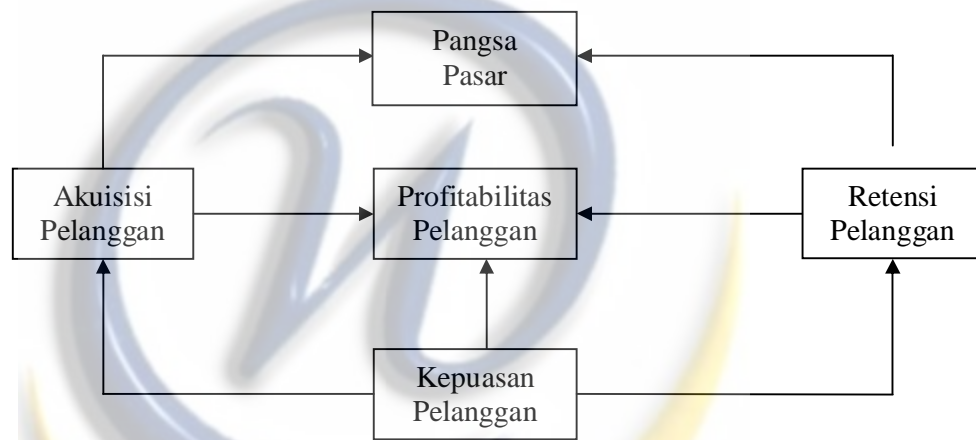 Pangsa
Pasar
Akuisisi
Pelanggan
Profitabilitas
Pelanggan
Retensi
Pelanggan
Kepuasan
Pelanggan